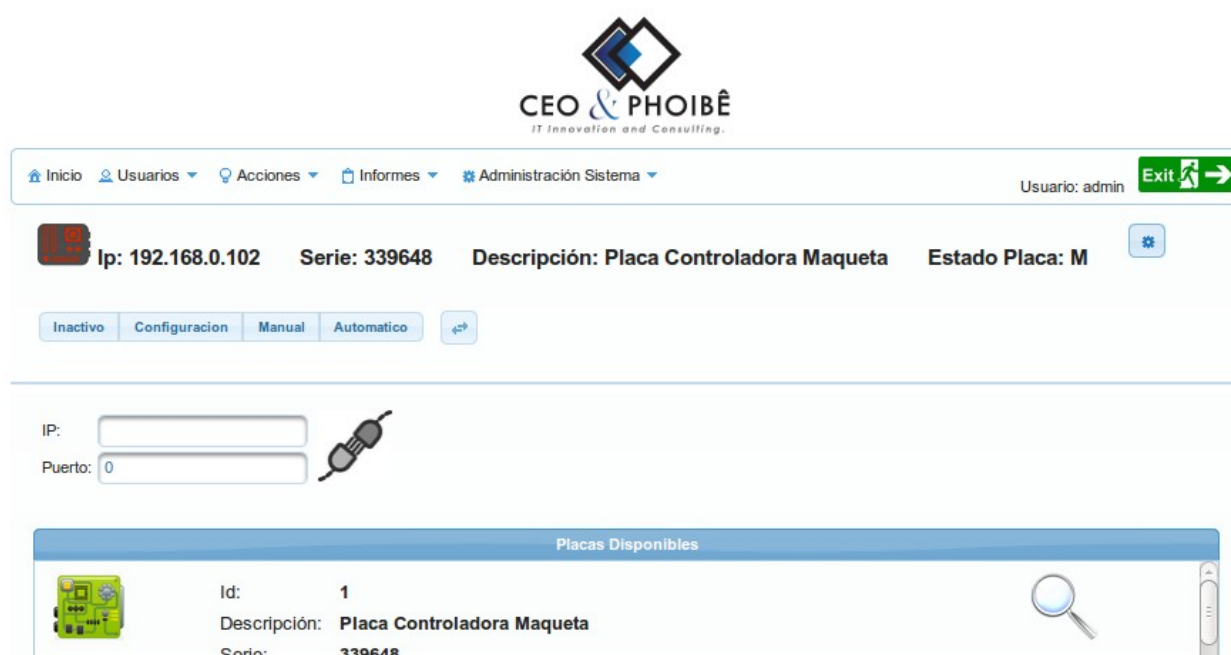 CEO & PHOIBÊ
IT Innovation and Consulting.
Inicio Usuarios Acciones Informes Administración Sistema Usuario: admin Exit
Ip: 192.168.0.102 Serie: 339648 Descripción: Placa Controladora Maqueta Estado Placa: M
Inactivo Configuracion Manual Automatico
IP:
Puerto: 0
Placas Disponibles
Id: 1
Descripción: Placa Controladora Maqueta
Serie: 339648